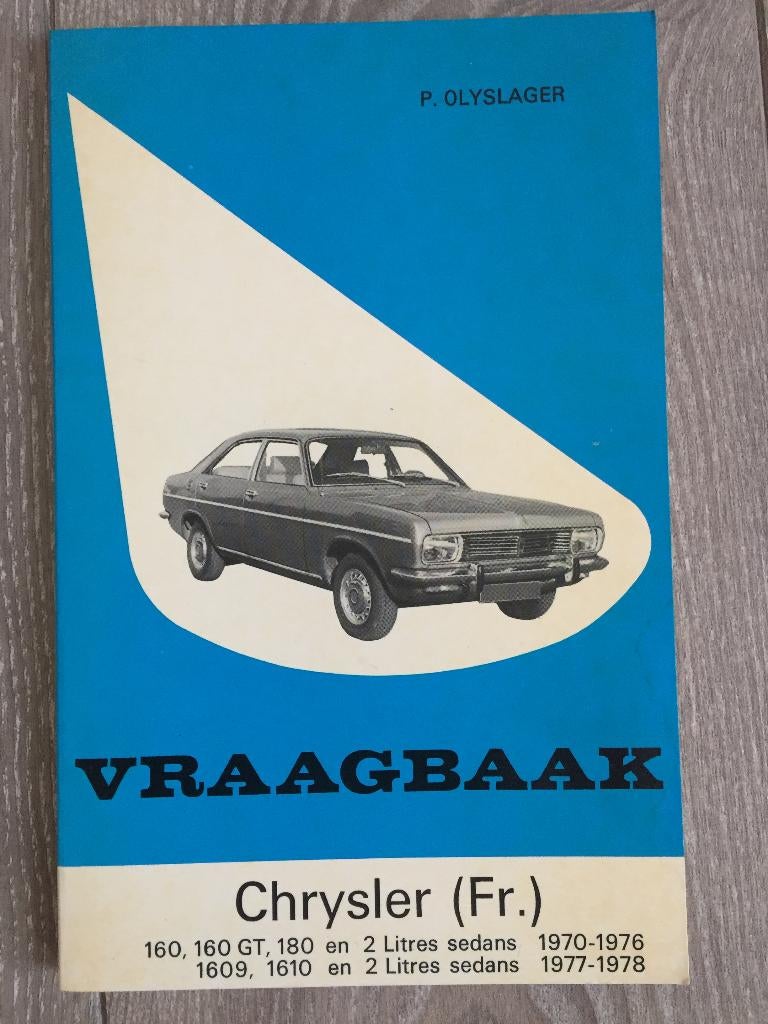 P. OLYSLAGER
VRAAGBAAK
Chrysler (Fr.)
160, 160 GT, 180 en 2 Litres sedans 1970-1976
1609, 1610 en 2 Litres sedans 1977-1978